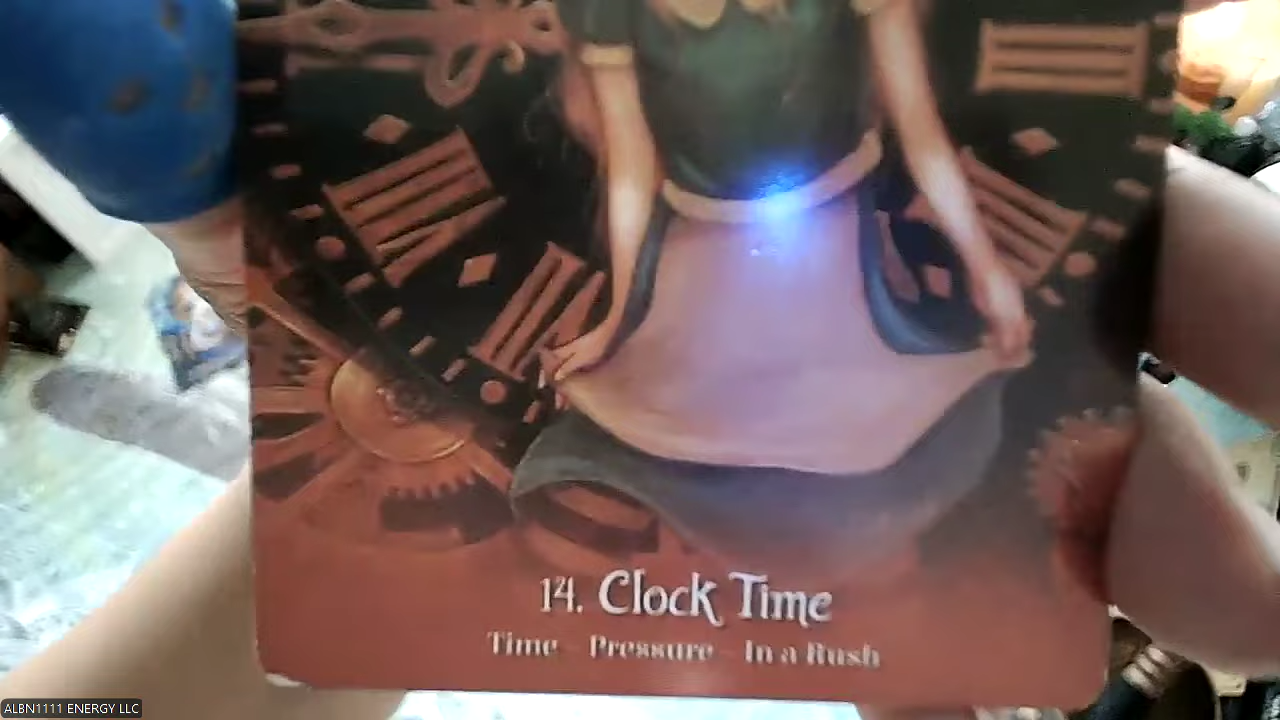 14. Clock Time
Time - Pressure - In a Rush
ALBN1111 ENERGY LLC